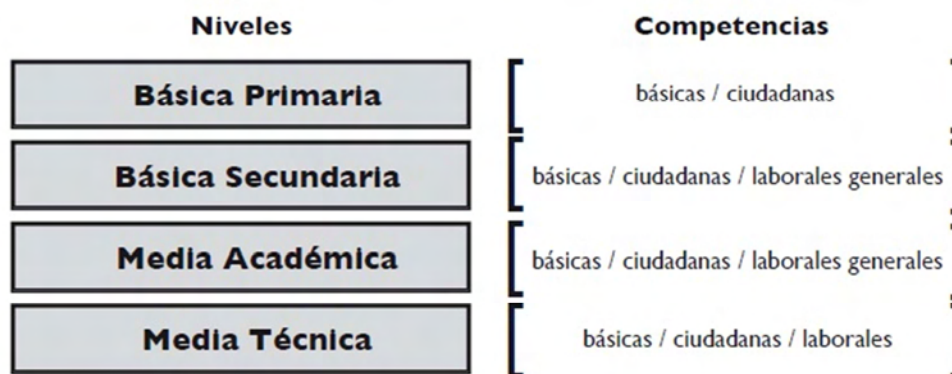 Niveles Competencias
Básica Primaria básicas / ciudadanas
Básica Secundaria básicas / ciudadanas / laborales generales
Media Académica básicas / ciudadanas / laborales generales
Media Técnica básicas / ciudadanas / laborales